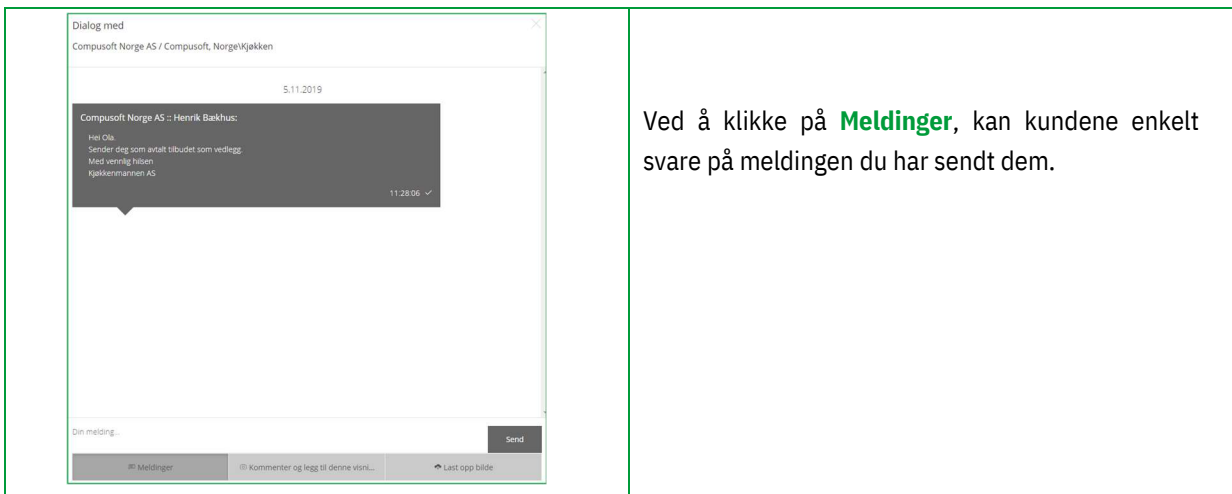 Dialog med
Compusoft Norge AS / Compusoft, Norge\Kjøkken
5.11.2019
Compusoft Norge AS :: Henrik Bækhus:
Hei Ola.
Sender deg som avtalt tilbudet som vedlegg.
Med vennlig hilsen
Kjøkkenmannen AS
11:28:06
Din melding...
Send
Meldinger
Kommenter og legg til denne visni...
Last opp bilde
Ved å klikke på Meldinger, kan kundene enkelt
svare på meldingen du har sendt dem.